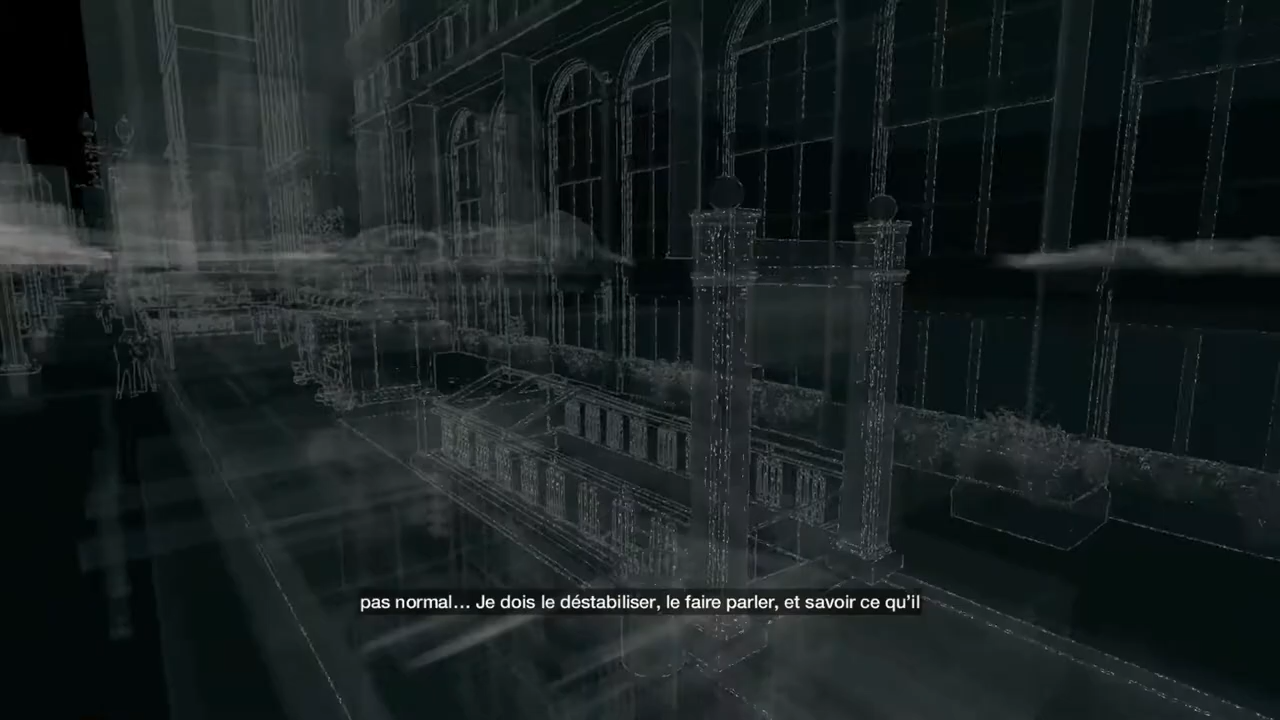 pas normal... Je dois le déstabiliser, le faire parler, et savoir ce qu'il